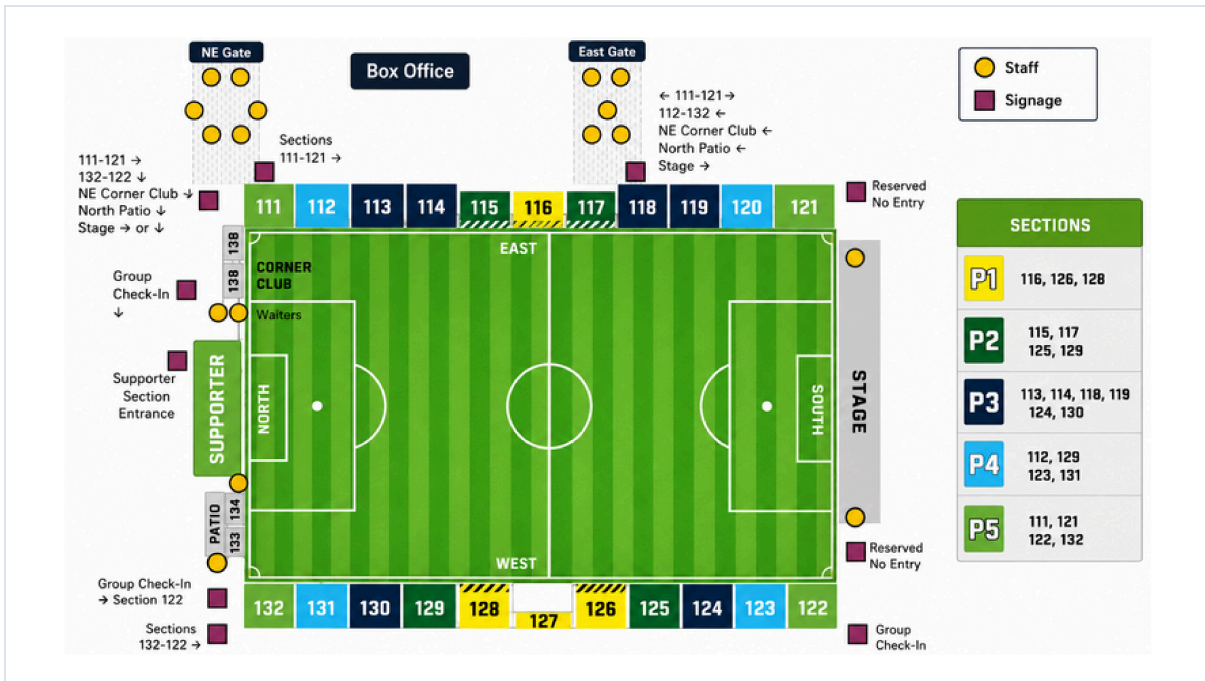 NE Gate
Box Office
East Gate
Staff
Signage
← 111-121 →
112-132 ←
NE Corner Club ←
North Patio ←
Stage →
Sections
111-121 →
111-121 →
132-122 ↓
NE Corner Club ↓
North Patio ↓
Stage → or ↓
Reserved
No Entry
111
112
113
114
115
116
117
118
119
120
121
138
138
EAST
CORNER
CLUB
Waiters
Group
Check-In
↓
Supporter
Section
Entrance
SUPPORTER
NORTH
SOUTH
STAGE
PATIO
134
133
WEST
Reserved
No Entry
Group Check-In
→ Section 122
Sections
132-122 →
132
131
130
129
128
127
126
125
124
123
122
Group
Check-In
SECTIONS
P1
116, 126, 128
P2
115, 117
125, 129
P3
113, 114, 118, 119
124, 130
P4
112, 129
123, 131
P5
111, 121
122, 132